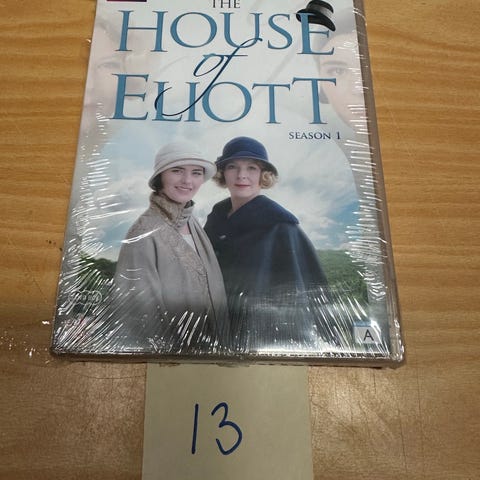 THE
HOUSE
of
ELIOTT
SEASON 1
A
13